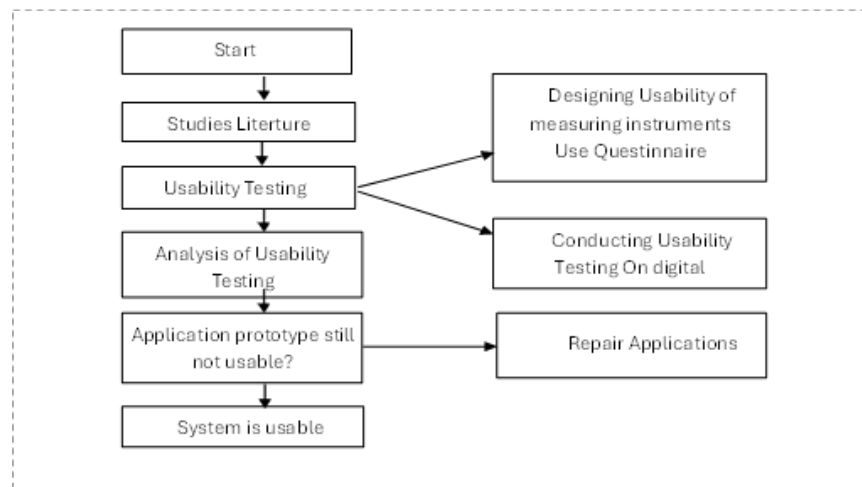 Start
Studies Literture
Usability Testing
Analysis of Usability
Testing
Application prototype still
not usable?
System is usable
Designing Usability of
measuring instruments
Use Questinnaire
Conducting Usability
Testing On digital
Repair Applications